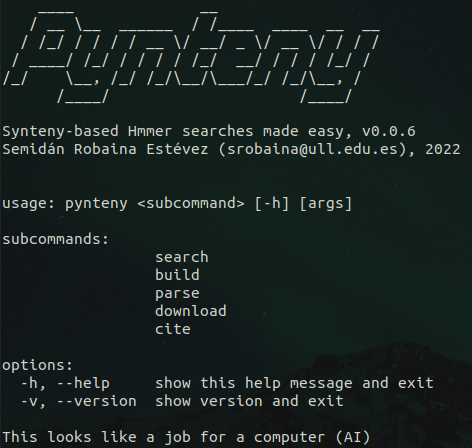 Pynteny
Synteny-based Hmmer searches made easy, v0.0.6
Semidán Robaina Estévez (srobaina@ull.edu.es), 2022
usage: pynteny <subcommand> [-h] [args]
subcommands:
search
build
parse
download
cite
options:
-h, --help     show this help message and exit
-v, --version  show version and exit
This looks like a job for a computer (AI)